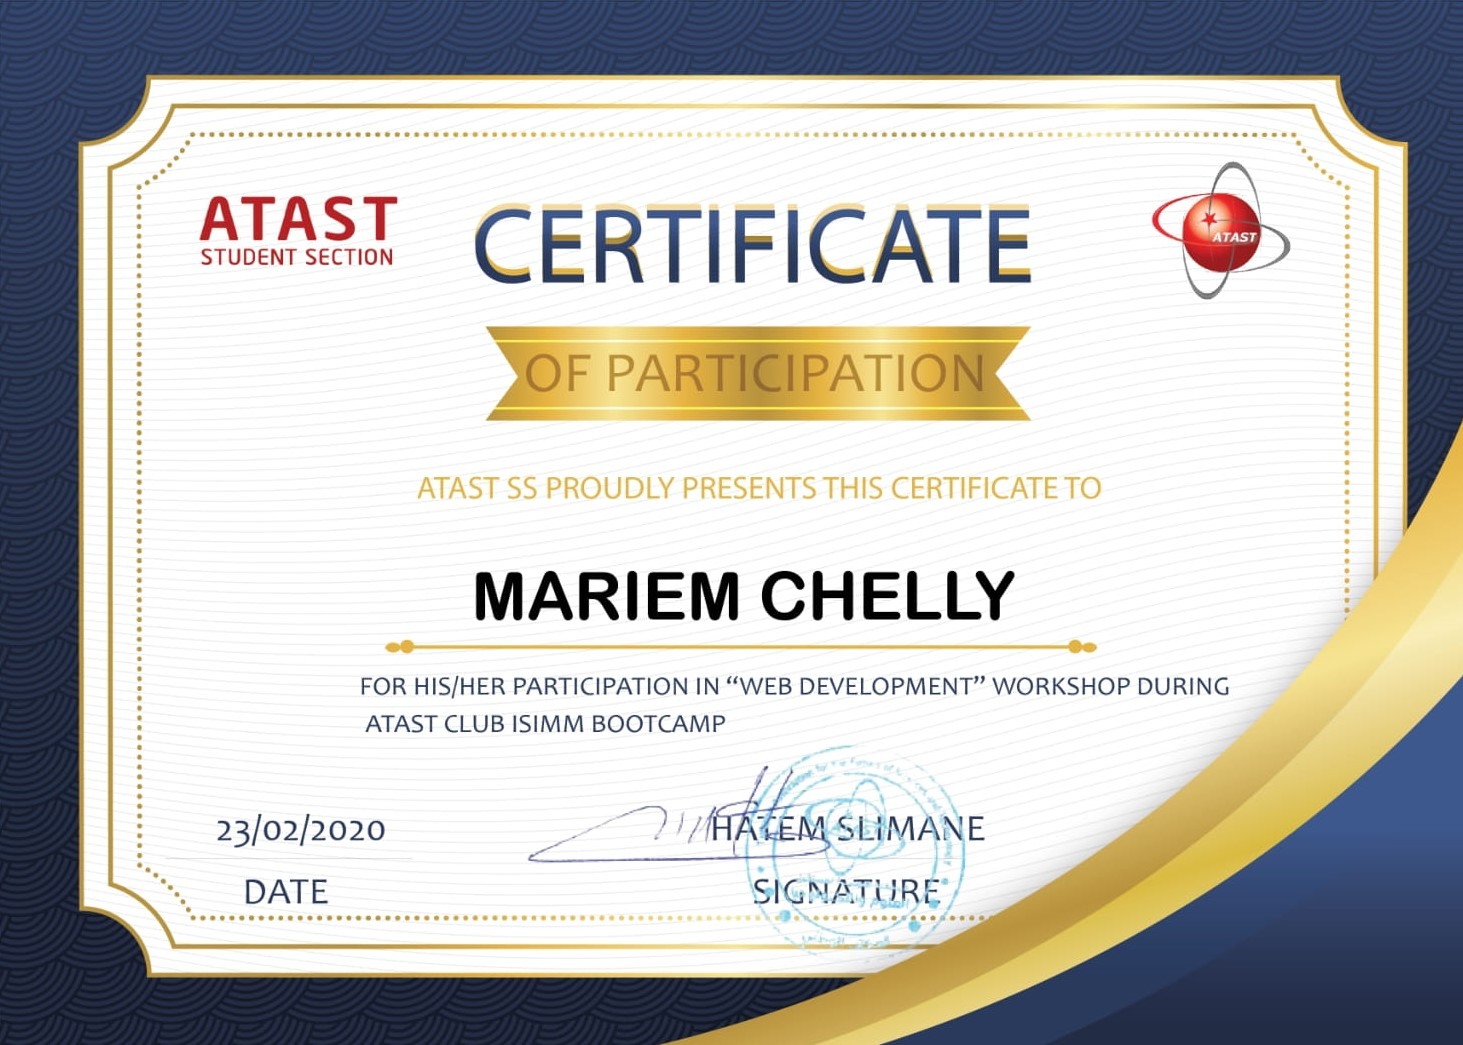 ATAST
STUDENT SECTION
CERTIFICATE
ATAST
OF PARTICIPATION
ATAST SS PROUDLY PRESENTS THIS CERTIFICATE TO
MARIEM CHELLY
FOR HIS/HER PARTICIPATION IN “WEB DEVELOPMENT” WORKSHOP DURING
ATAST CLUB ISIMM BOOTCAMP
23/02/2020
HATEM SLIMANE
DATE
SIGNATURE